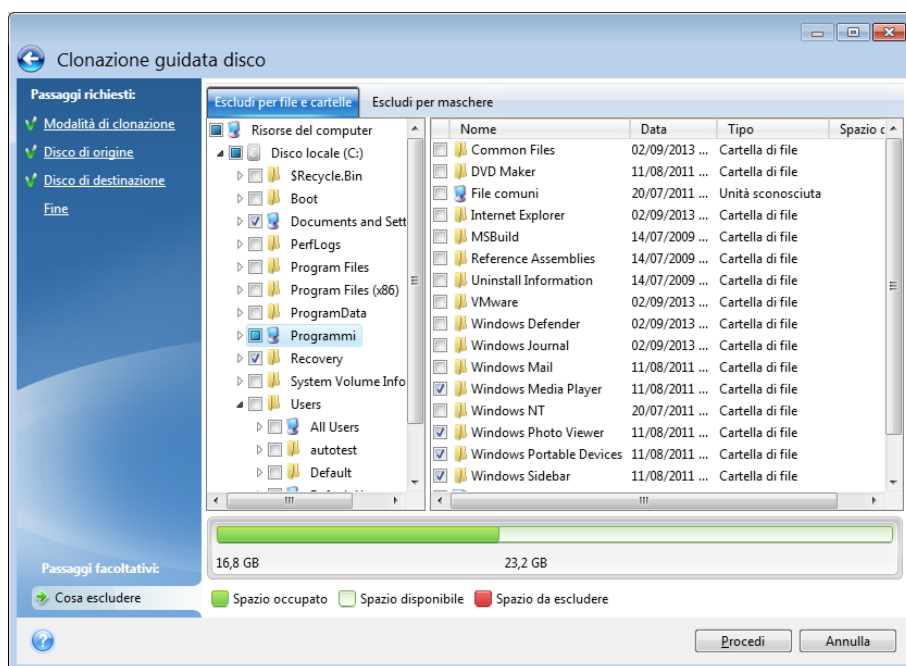 Clonazione guidata disco
Passaggi richiesti:
Modalità di clonazione
Disco di origine
Disco di destinazione
Fine
Passaggi facoltativi:
Cosa escludere
Escludi per file e cartelle Escludi per maschere
Risorse del computer
Disco locale (C:)
$Recycle.Bin
Boot
Documents and Sett
PerfLogs
Program Files
Program Files (x86)
ProgramData
Programmi
Recovery
System Volume Info
Users
All Users
autotest
Default
Nome Data Tipo Spazio c
Common Files 02/09/2013 ... Cartella di file
DVD Maker 11/08/2011 ... Cartella di file
File comuni 20/07/2011 ... Unità sconosciuta
Internet Explorer 02/09/2013 ... Cartella di file
MSBuild 14/07/2009 ... Cartella di file
Reference Assemblies 14/07/2009 ... Cartella di file
Uninstall Information 14/07/2009 ... Cartella di file
VMware 02/09/2013 ... Cartella di file
Windows Defender 02/09/2013 ... Cartella di file
Windows Journal 02/09/2013 ... Cartella di file
Windows Mail 11/08/2011 ... Cartella di file
Windows Media Player 11/08/2011 ... Cartella di file
Windows NT 20/07/2011 ... Cartella di file
Windows Photo Viewer 11/08/2011 ... Cartella di file
Windows Portable Devices 11/08/2011 ... Cartella di file
Windows Sidebar 11/08/2011 ... Cartella di file
16,8 GB 23,2 GB
Spazio occupato Spazio disponibile Spazio da escludere
Procedi Annulla